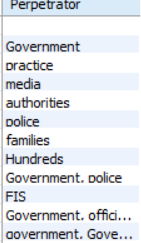 Perpetrator
Government
practice
media
authorities
police
families
Hundreds
Government. police
FIS
Government. offici...
government. Gove...